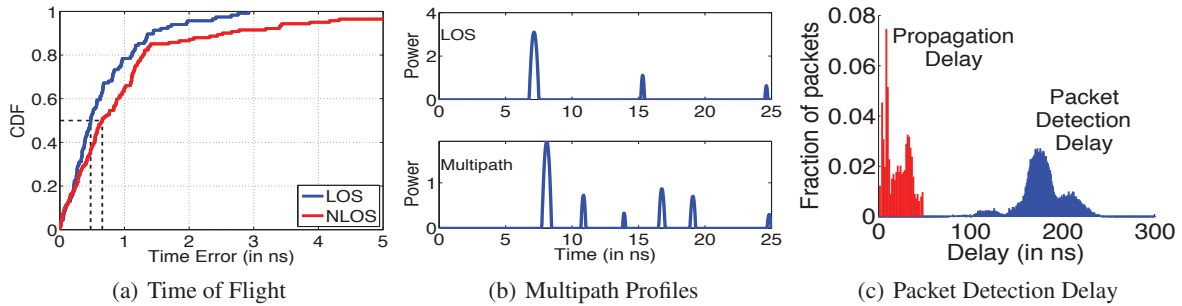 1
0.8
0.6
0.4
0.2
0
CDF
0 1 2 3 4 5
Time Error (in ns)
LOS
NLOS
(a) Time of Flight
4
2
0
Power
LOS
0 5 10 15 20 25
1
0
Power
Multipath
0 5 10 15 20 25
Time (in ns)
(b) Multipath Profiles
0.08
0.06
0.04
0.02
0
Fraction of packets
Propagation
Delay
Packet
Detection
Delay
0 100 200 300
Delay (in ns)
(c) Packet Detection Delay